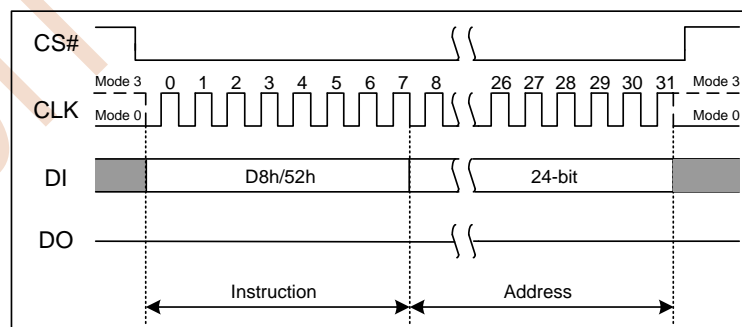 CS#
Mode 3 0 1 2 3 4 5 6 7 8 26 27 28 29 30 31 Mode 3
CLK
Mode 0 Mode 0
DI D8h/52h 24-bit
DO
Instruction Address